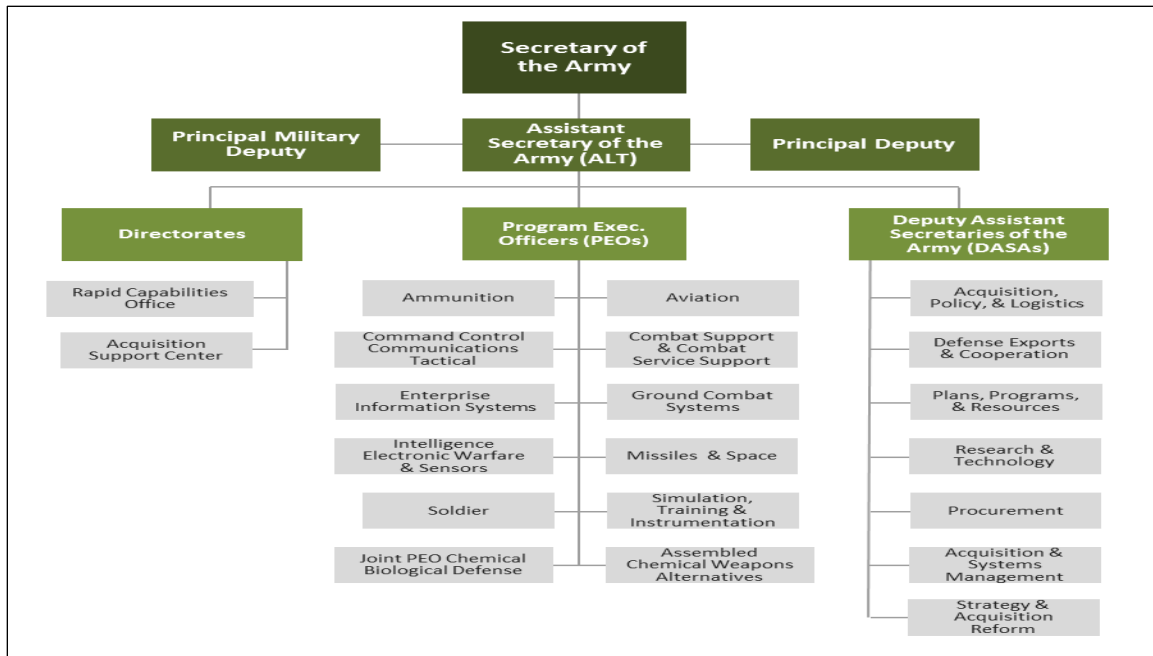 Secretary of
the Army
Principal Military
Deputy
Assistant
Secretary of the
Army (ALT)
Principal Deputy
Directorates
Program Exec.
Officers (PEOs)
Deputy Assistant
Secretaries of the
Army (DASAs)
Rapid Capabilities
Office
Acquisition
Support Center
Ammunition
Aviation
Command Control
Communications
Tactical
Combat Support
& Combat
Service Support
Enterprise
Information Systems
Ground Combat
Systems
Intelligence
Electronic Warfare
& Sensors
Missiles & Space
Soldier
Simulation,
Training &
Instrumentation
Joint PEO Chemical
Biological Defense
Assembled
Chemical Weapons
Alternatives
Acquisition,
Policy, & Logistics
Defense Exports
& Cooperation
Plans, Programs,
& Resources
Research &
Technology
Procurement
Acquisition &
Systems
Management
Strategy &
Acquisition
Reform